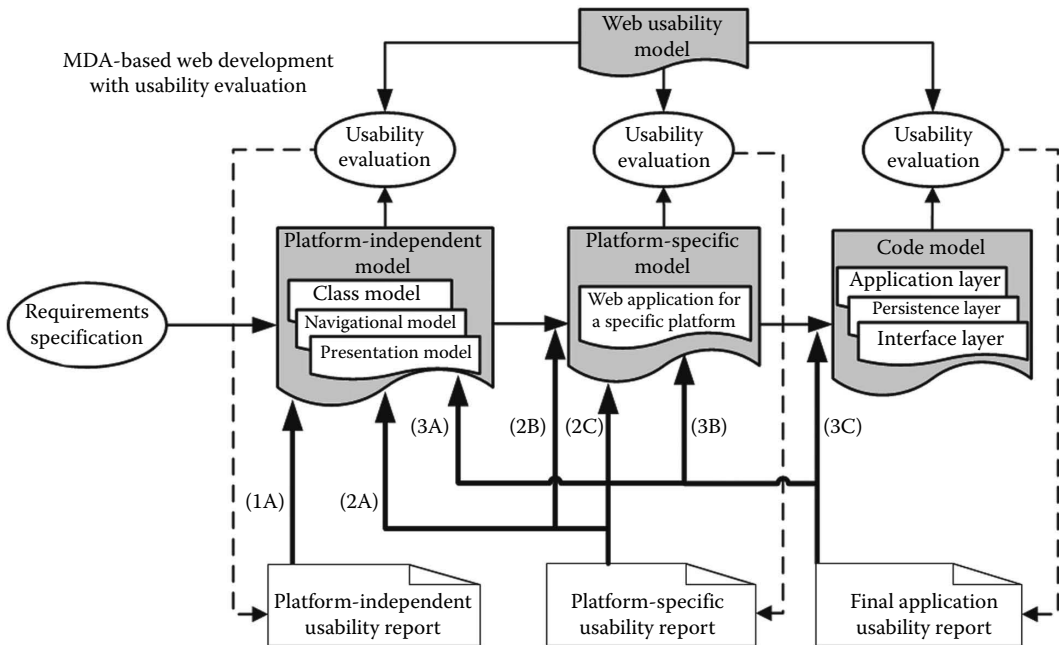 Web usability
model
MDA-based web development
with usability evaluation
Usability
evaluation
Usability
evaluation
Usability
evaluation
Platform-independent
model
Class model
Navigational model
Presentation model
Platform-specific
model
Web application for
a specific platform
Code model
Application layer
Persistence layer
Interface layer
Requirements
specification
(3A)
(2B)
(2C)
(3B)
(3C)
(1A)
(2A)
Platform-independent
usability report
Platform-specific
usability report
Final application
usability report